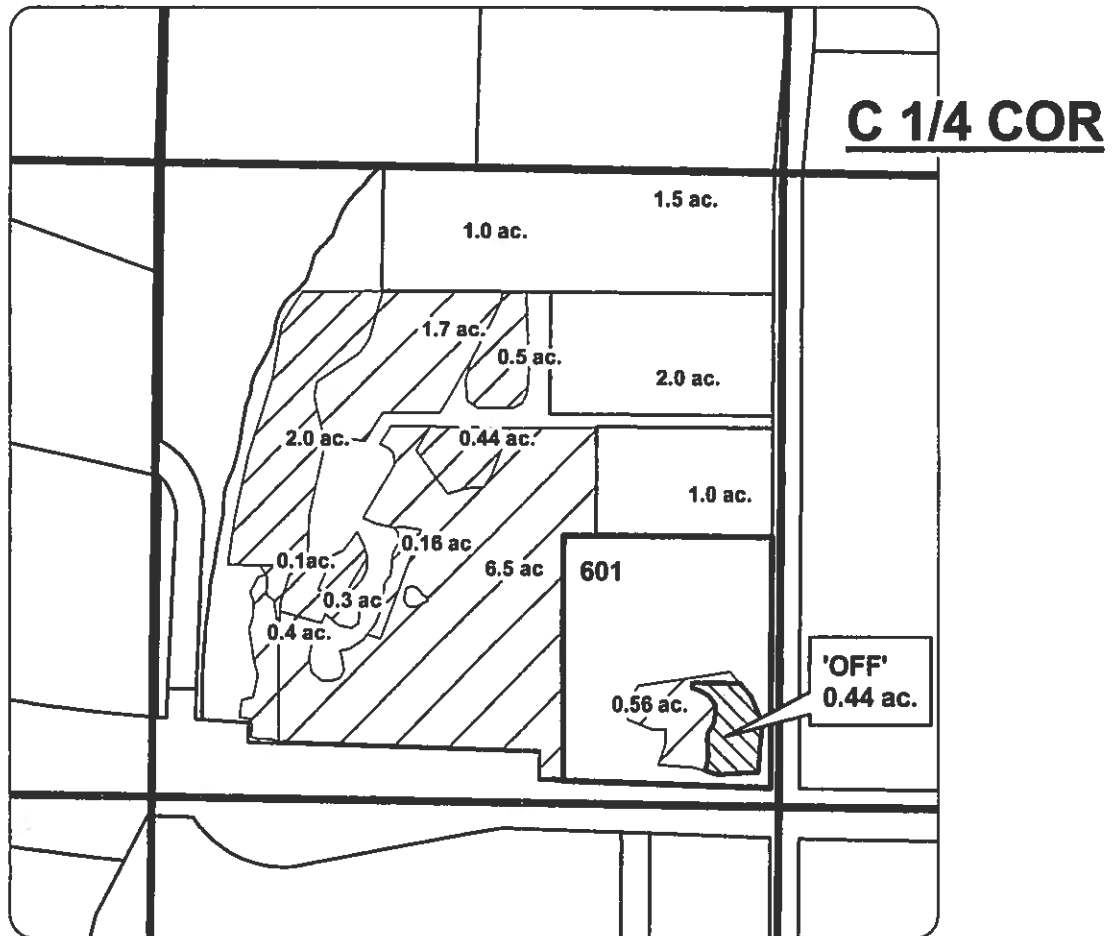 C 1/4 COR
1.5 ac.
1.0 ac.
1.7 ac.
0.5 ac.
2.0 ac.
2.0 ac.
0.44 ac.
1.0 ac.
0.16 ac
0.1ac.
6.5 ac
601
0.3 ac
0.4 ac.
'OFF'
0.44 ac.
0.56 ac.